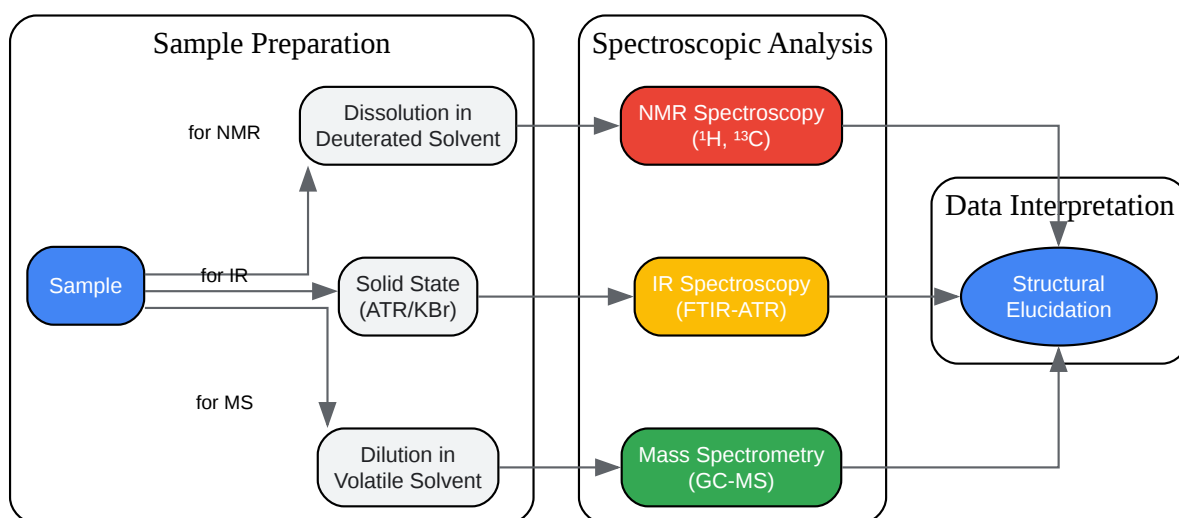 Sample Preparation
Spectroscopic Analysis
Dissolution in
Deuterated Solvent
for NMR
NMR Spectroscopy
(¹H, ¹³C)
Data Interpretation
Sample
for IR
Solid State
(ATR/KBr)
IR Spectroscopy
(FTIR-ATR)
Structural
Elucidation
for MS
Dilution in
Volatile Solvent
Mass Spectrometry
(GC-MS)